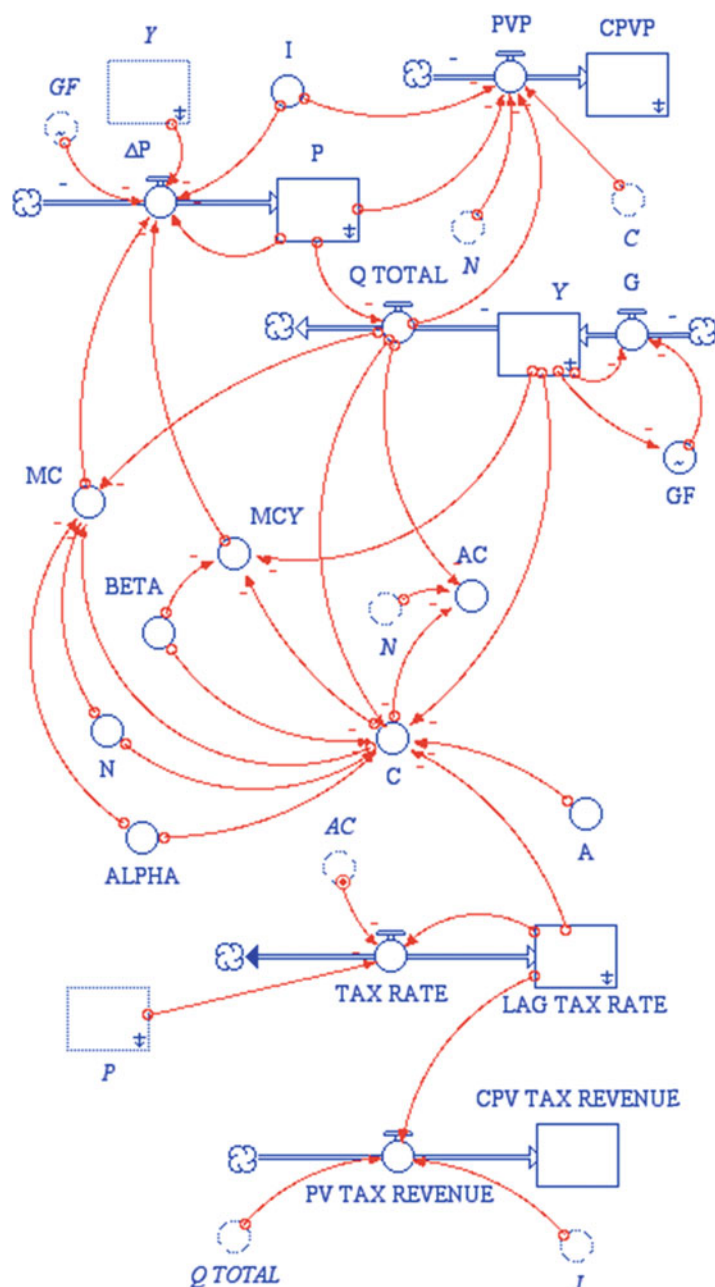 Y
I
PVP
CPVP
GF
ΔP
P
N
C
Q TOTAL
Y
G
MC
MCY
AC
GF
BETA
N
N
C
ALPHA
A
AC
TAX RATE
LAG TAX RATE
P
CPV TAX REVENUE
PV TAX REVENUE
Q TOTAL
I